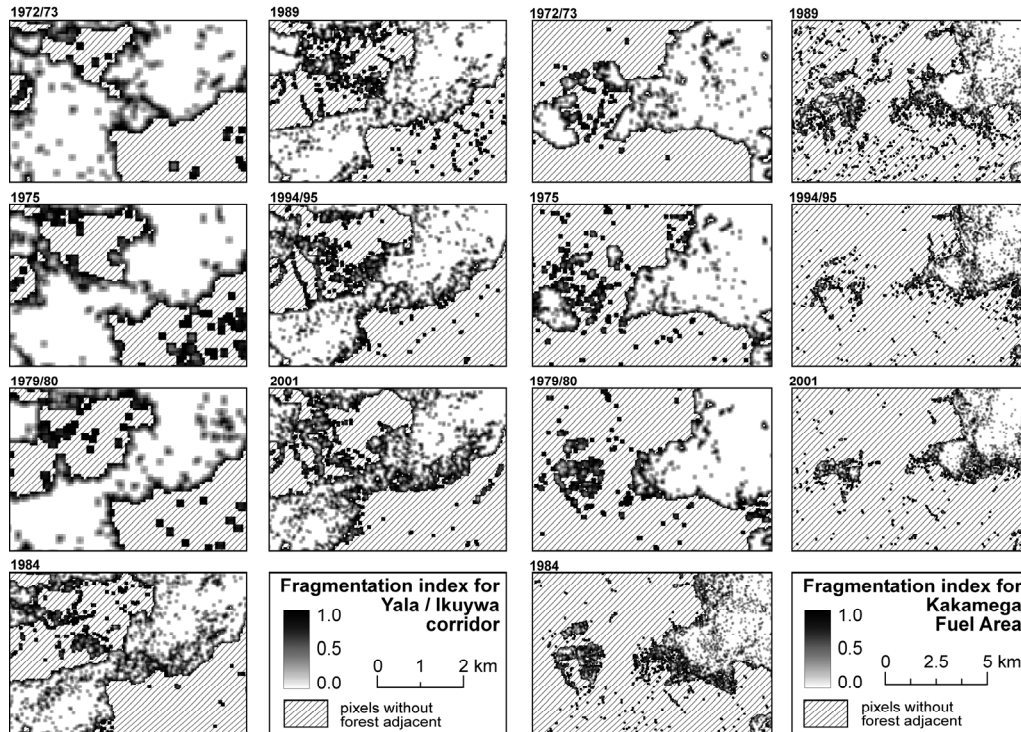 1972/73
1989
1972/73
1989
1975
1994/95
1975
1994/95
1979/80
2001
1979/80
2001
1984
Fragmentation index for
Yala / Ikuywa
corridor
1.0
0.5
0.0
0 1 2 km
pixels without
forest adjacent
1984
Fragmentation index for
Kakamega
Fuel Area
1.0
0.5
0.0
0 2.5 5 km
pixels without
forest adjacent